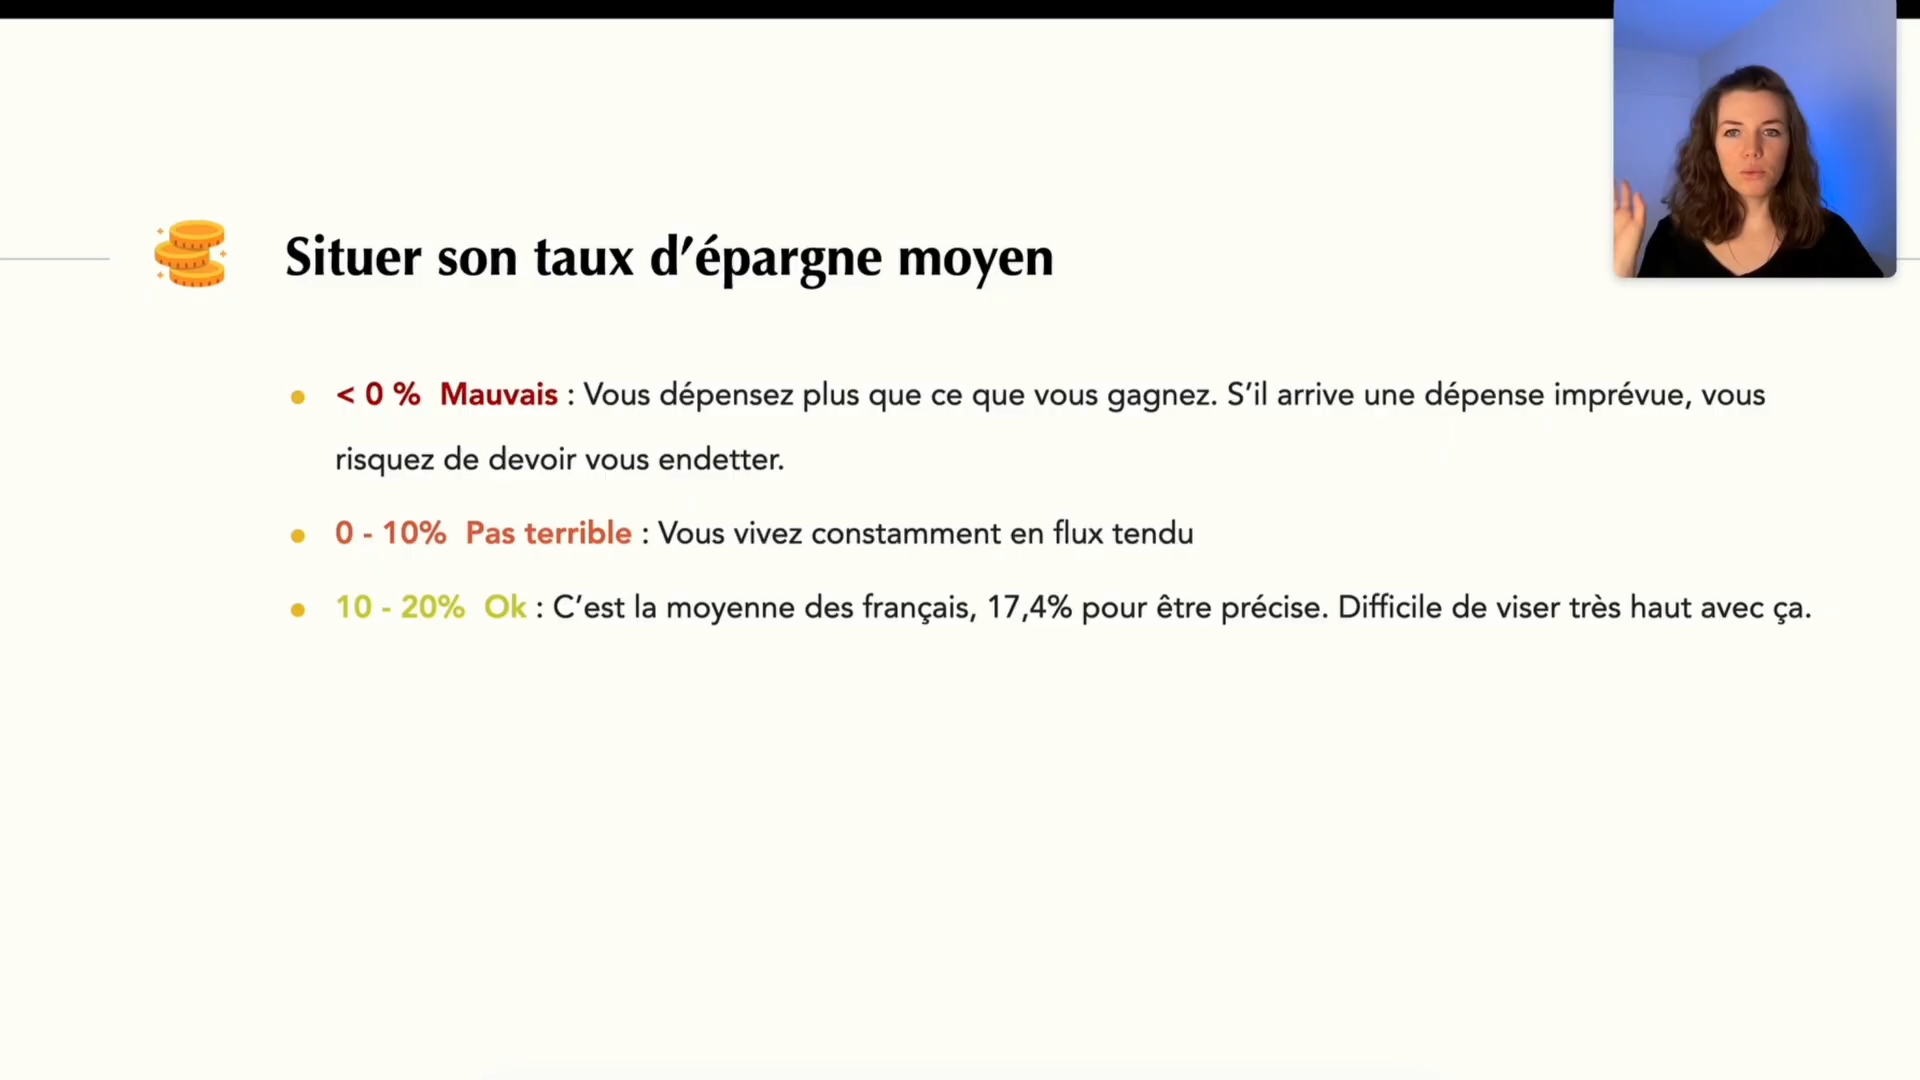 Situer son taux d’épargne moyen
< 0 % Mauvais : Vous dépensez plus que ce que vous gagnez. S’il arrive une dépense imprévue, vous
risquez de devoir vous endetter.
0 - 10% Pas terrible : Vous vivez constamment en flux tendu
10 - 20% Ok : C’est la moyenne des français, 17,4% pour être précise. Difficile de viser très haut avec ça.